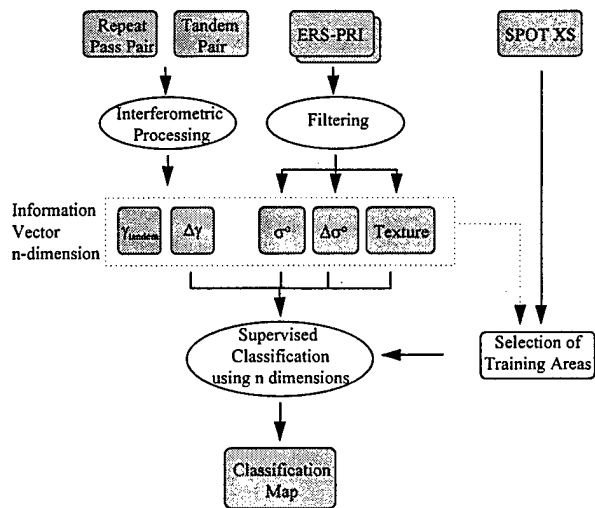 Repeat
Pass Pair
Tandem
Pair
ERS-PRI
SPOT XS
Interferometric
Processing
Filtering
Information
Vector
n-dimension
γtandem
Δγ
σ°
Δσ°
Texture
Supervised
Classification
using n dimensions
Selection of
Training Areas
Classification
Map